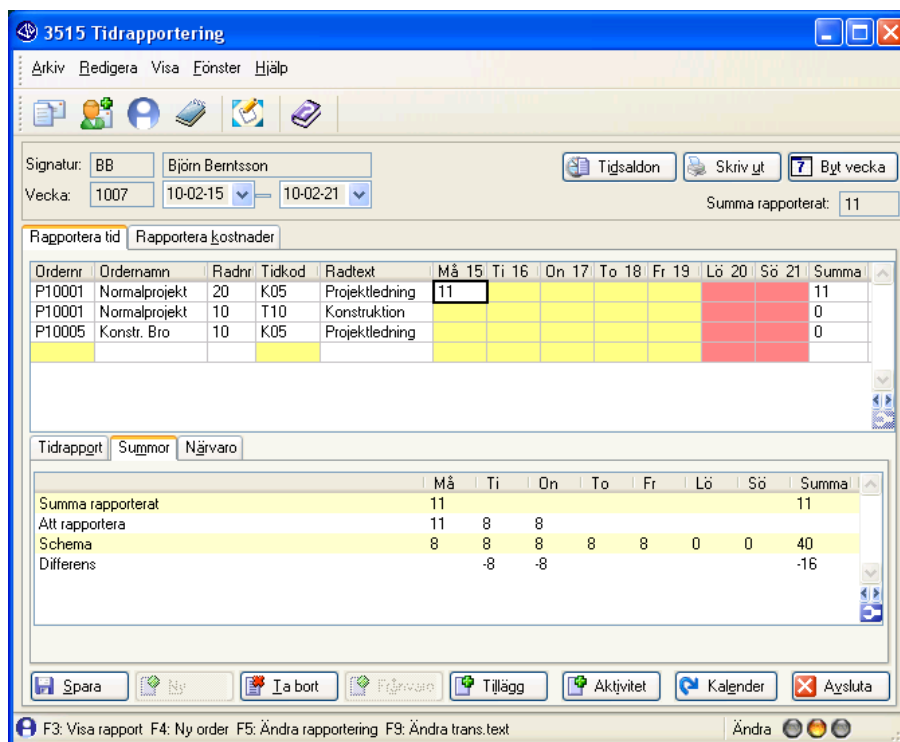 3515 Tidrapportering
Arkiv Redigera Visa Fönster Hjälp
Signatur: BB Björn Berntsson Tidsaldon Skriv ut 7 Byt vecka
Vecka: 1007 10-02-15 10-02-21 Summa rapporterat: 11
Rapportera tid Rapportera kostnader
Ordernr Ordernamn Radnr Tidkod Radtext Må 15 Ti 16 On 17 To 18 Fr 19 Lö 20 Sö 21 Summa
P10001 Normalprojekt 20 K05 Projektledning 11 11
P10001 Normalprojekt 10 T10 Konstruktion 0
P10005 Konstr. Bro 10 K05 Projektledning 0
Tidrapport Summor Närvaro
Må Ti On To Fr Lö Sö Summa
Summa rapporterat 11 11
Att rapportera 11 8 8
Schema 8 8 8 8 8 0 0 40
Differens -8 -8 -16
Spara Ny Ta bort Frånvaro Tillägg Aktivitet Kalender Avsluta
F3: Visa rapport F4: Ny order F5: Ändra rapportering F9: Ändra trans.text Ändra